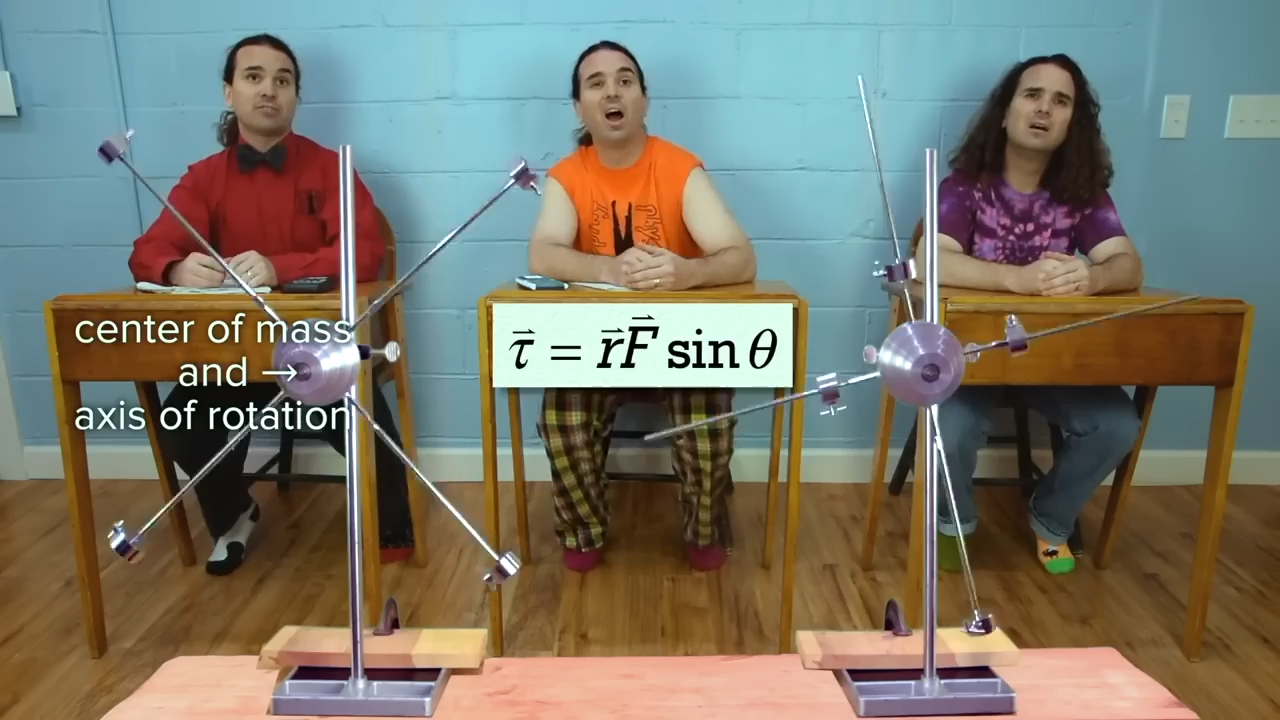 center of mass
and →
axis of rotation
τ⃗ = r⃗F⃗ sin θ